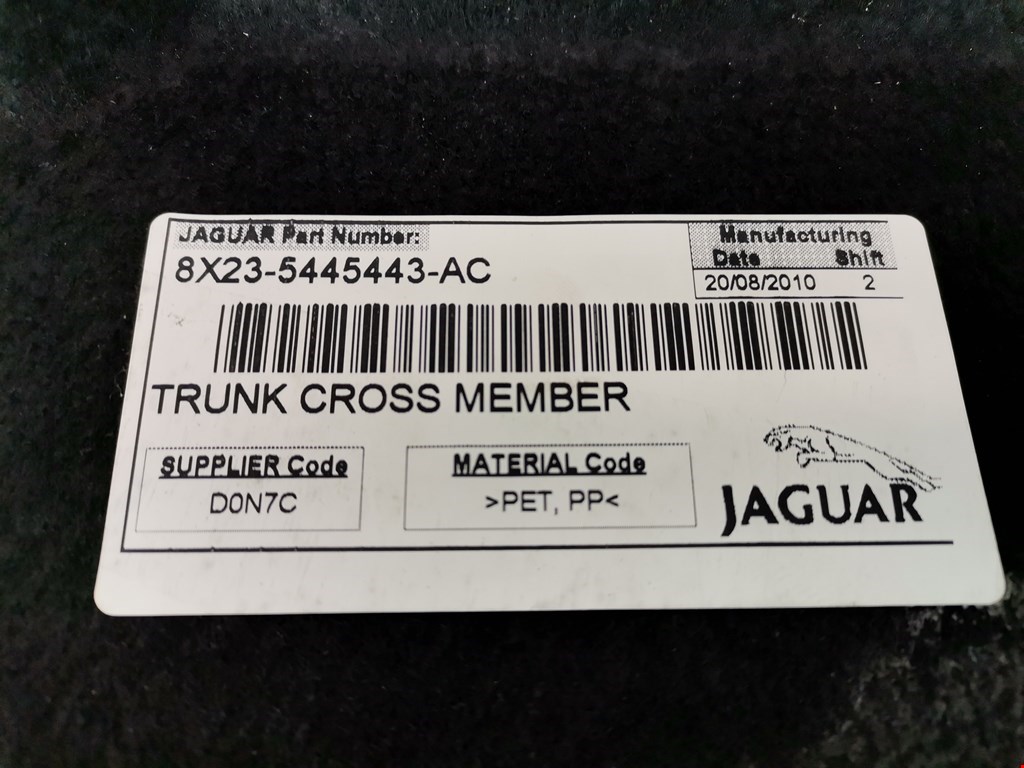 JAGUAR Part Number:
8X23-5445443-AC
Manufacturing
Date Shift
20/08/2010 2
TRUNK CROSS MEMBER
SUPPLIER Code
D0N7C
MATERIAL Code
>PET, PP<
JAGUAR